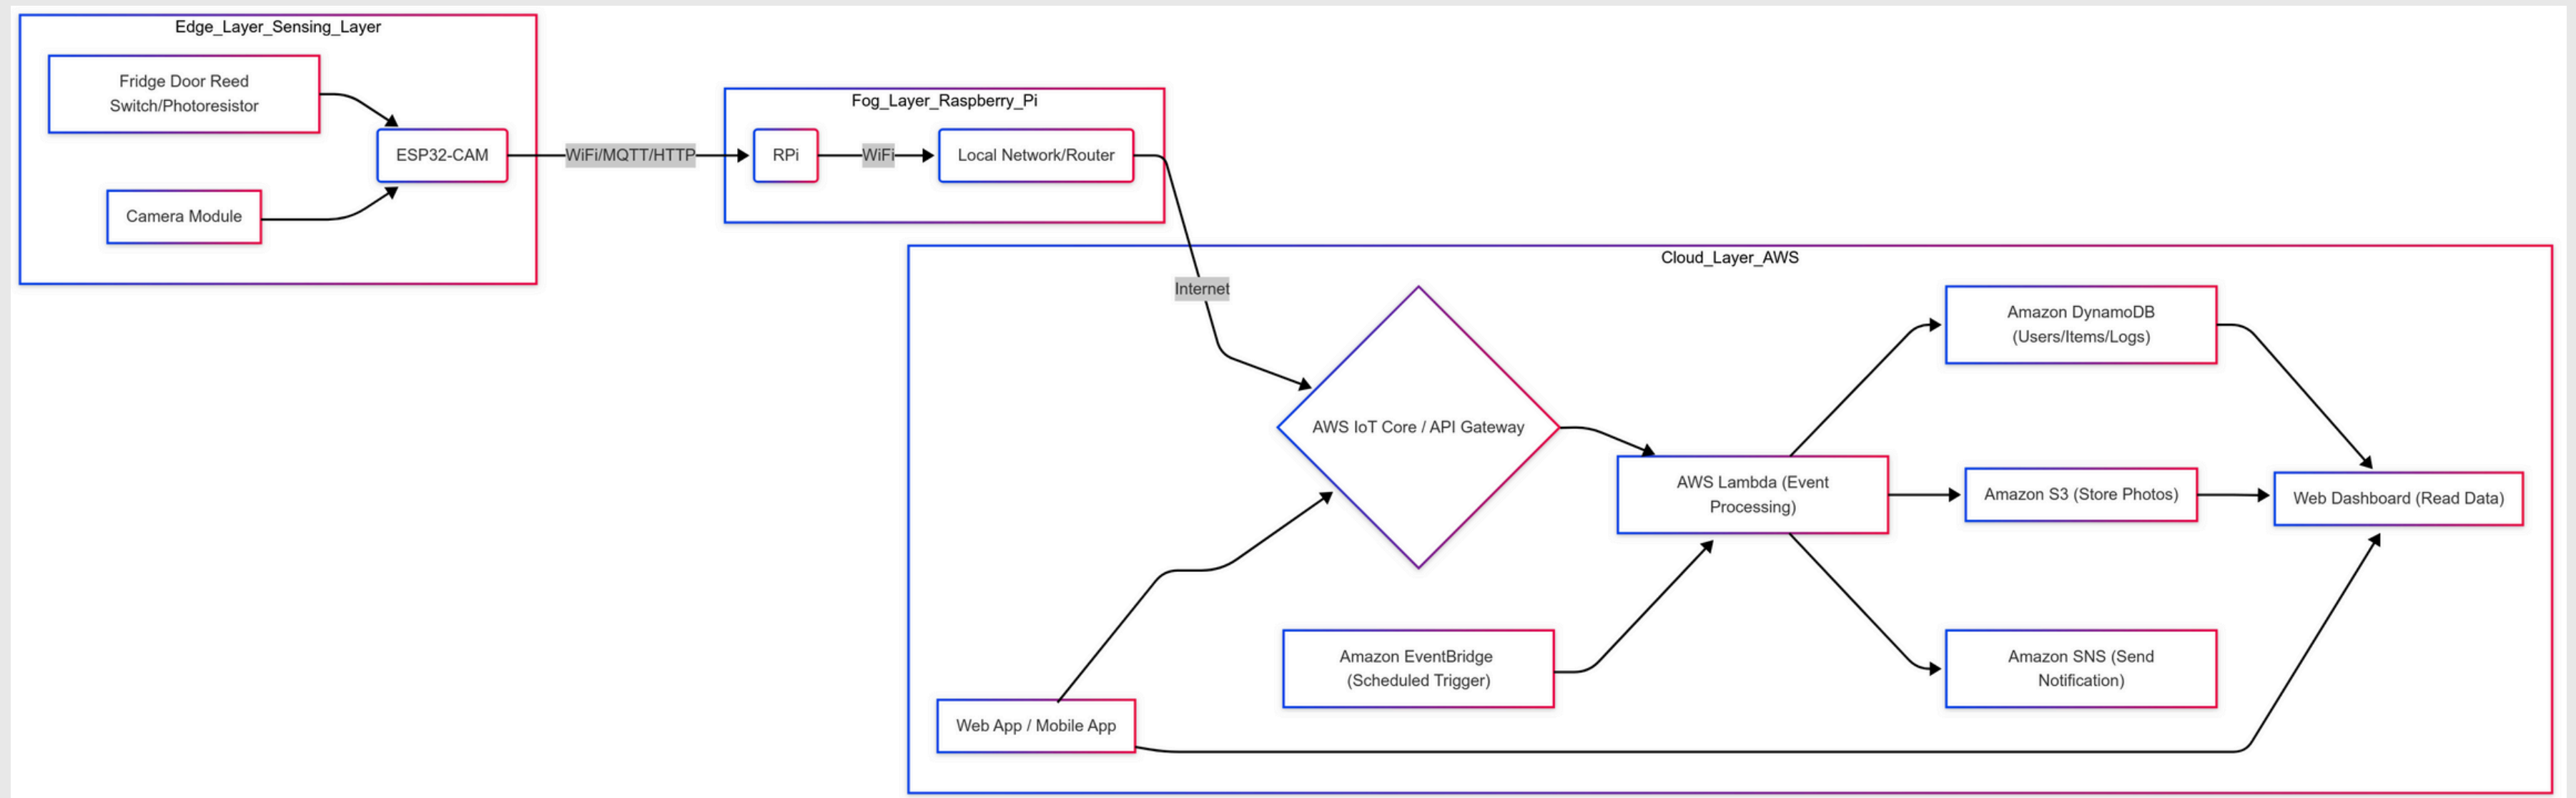 Edge_Layer_Sensing_Layer
Fridge Door Reed
Switch/Photoresistor
ESP32-CAM
Camera Module
WiFi/MQTT/HTTP
Fog_Layer_Raspberry_Pi
RPi
WiFi
Local Network/Router
Internet
Cloud_Layer_AWS
AWS IoT Core / API Gateway
AWS Lambda (Event
Processing)
Amazon DynamoDB
(Users/Items/Logs)
Amazon S3 (Store Photos)
Web Dashboard (Read Data)
Amazon EventBridge
(Scheduled Trigger)
Amazon SNS (Send
Notification)
Web App / Mobile App